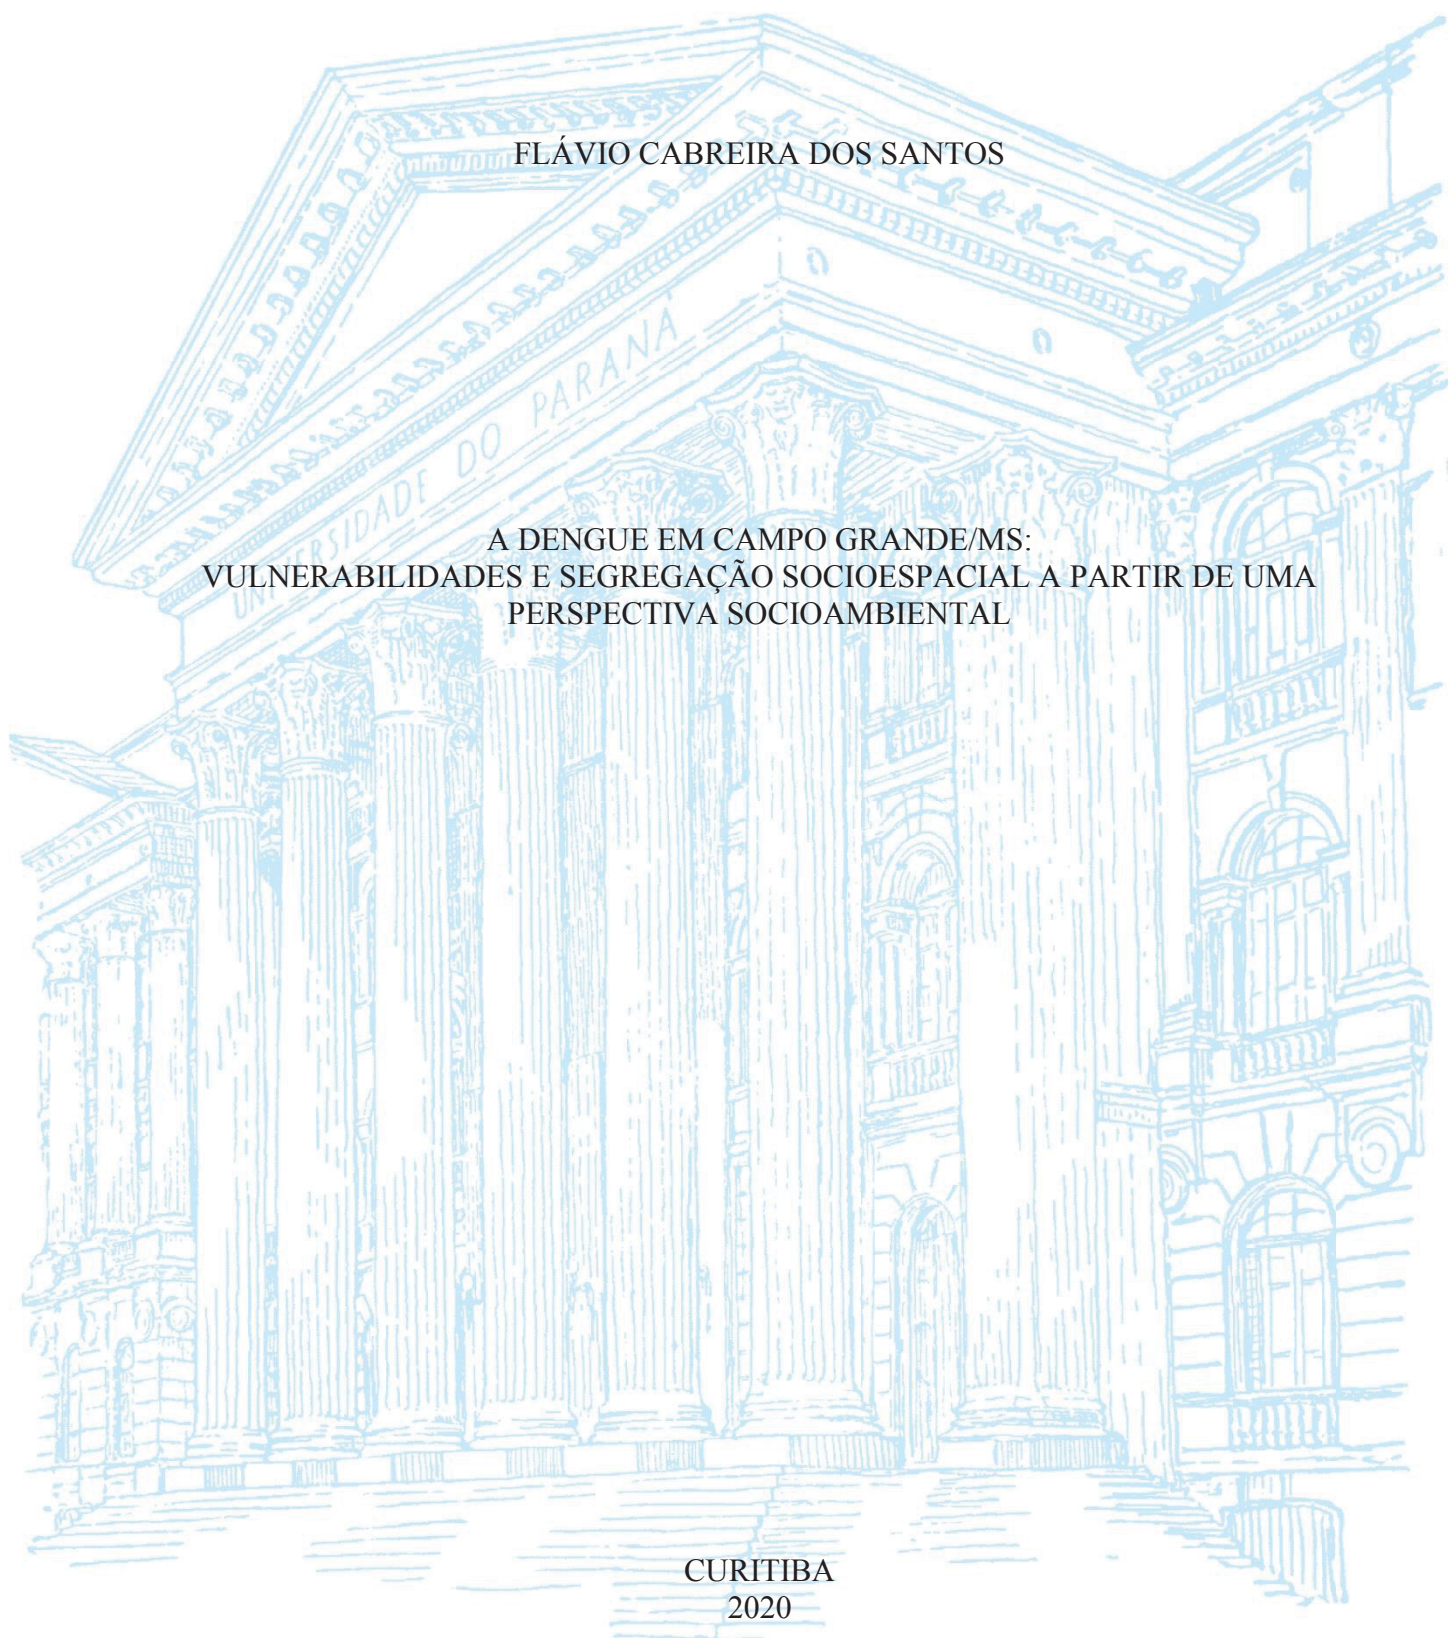 FLÁVIO CABREIRA DOS SANTOS
UNIVERSIDADE DO PARANÁ
A DENGUE EM CAMPO GRANDE/MS:
VULNERABILIDADES E SEGREGAÇÃO SOCIOESPACIAL A PARTIR DE UMA
PERSPECTIVA SOCIOAMBIENTAL
CURITIBA
2020